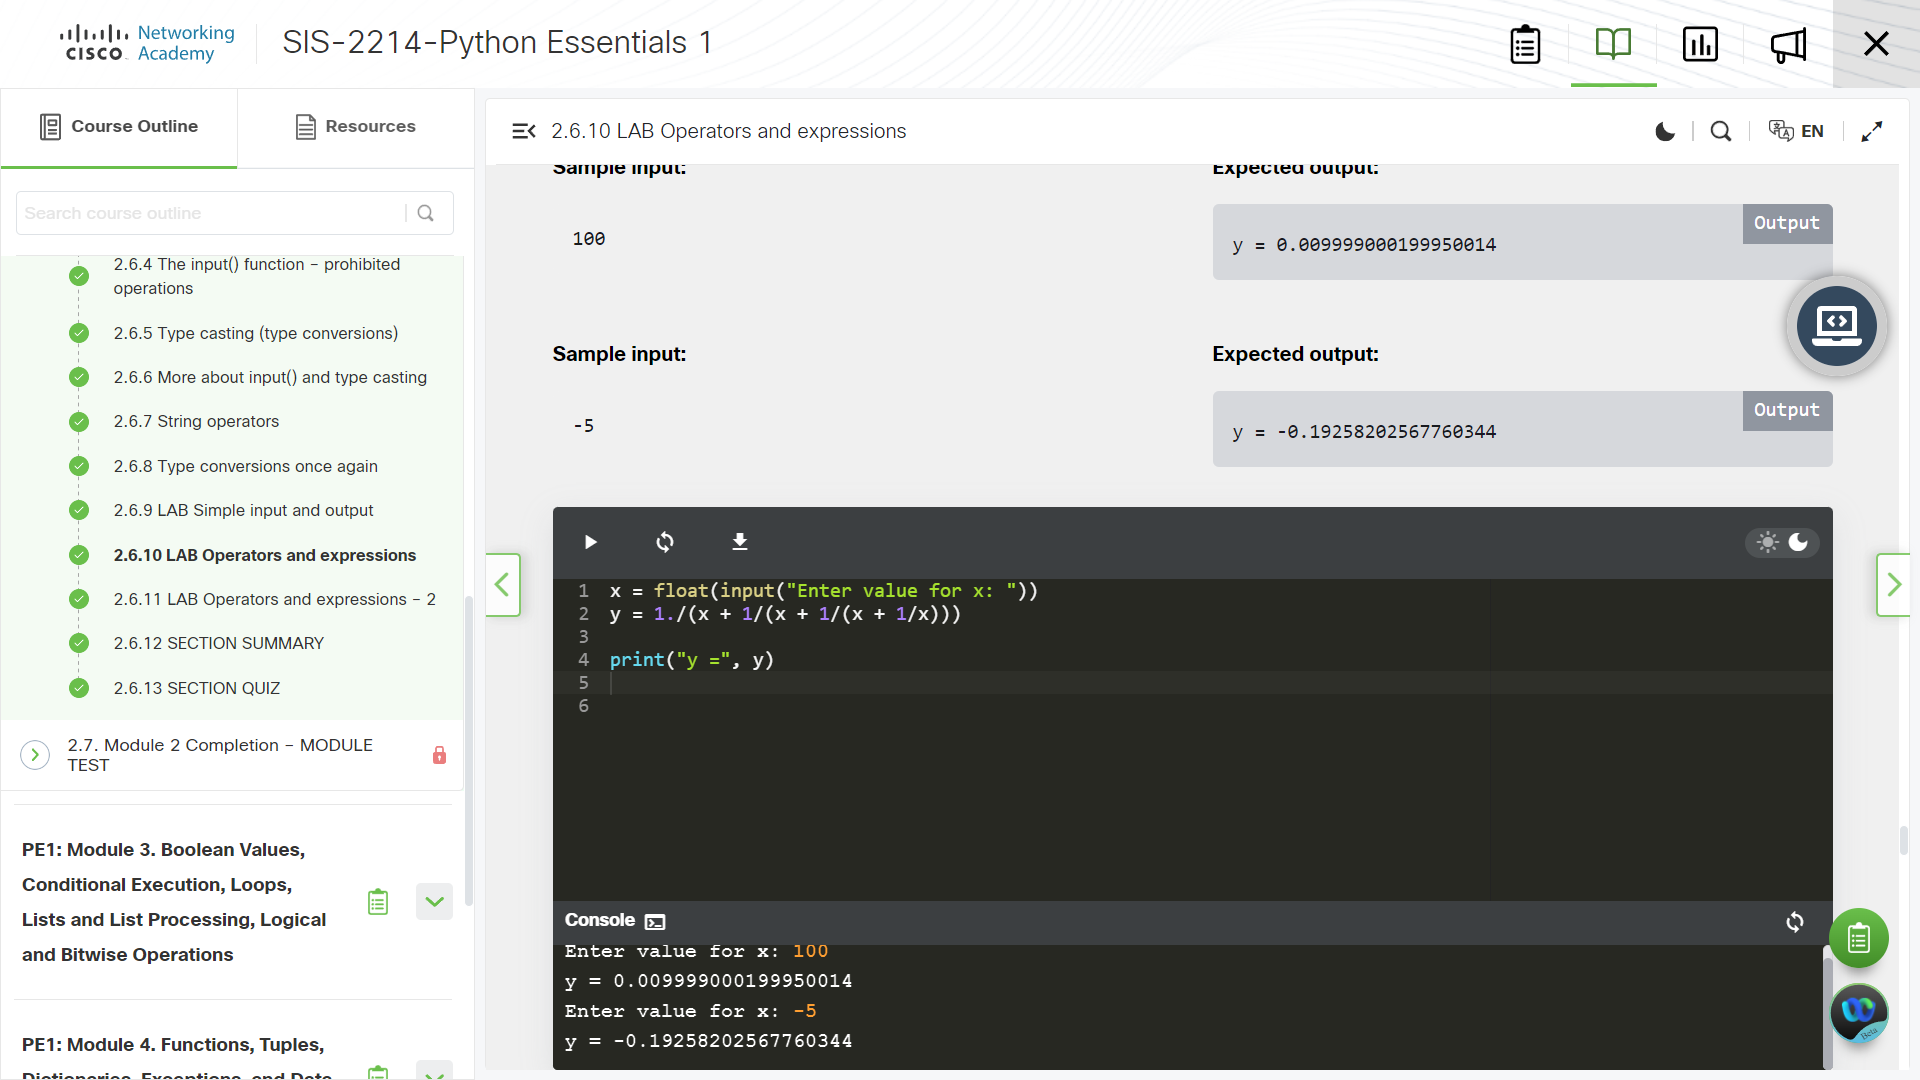 CISCO Networking Academy
SIS-2214-Python Essentials 1
Course Outline
Resources
Search course outline
2.6.4 The input() function – prohibited
operations
2.6.5 Type casting (type conversions)
2.6.6 More about input() and type casting
2.6.7 String operators
2.6.8 Type conversions once again
2.6.9 LAB Simple input and output
2.6.10 LAB Operators and expressions
2.6.11 LAB Operators and expressions – 2
2.6.12 SECTION SUMMARY
2.6.13 SECTION QUIZ
2.7. Module 2 Completion – MODULE
TEST
PE1: Module 3. Boolean Values,
Conditional Execution, Loops,
Lists and List Processing, Logical
and Bitwise Operations
PE1: Module 4. Functions, Tuples,
Dictionaries, Exceptions, and Data
2.6.10 LAB Operators and expressions
EN
Sample input:
Expected output:
100
Output
y = 0.009999000199950014
Sample input:
Expected output:
-5
Output
y = -0.19258202567760344
1 x = float(input("Enter value for x: "))
2 y = 1./(x + 1/(x + 1/(x + 1/x)))
3
4 print("y =", y)
5
6
Console
Enter value for x: 100
y = 0.009999000199950014
Enter value for x: -5
y = -0.19258202567760344
Beta